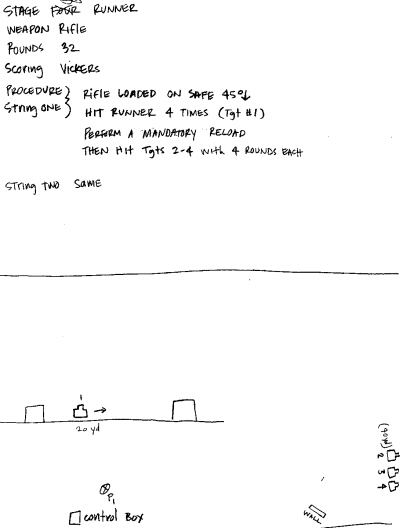 STAGE FOUR RUNNER
WEAPON Rifle
ROUNDS 32
Scoring VICKERS
PROCEDURE} RIFLE LOADED ON SAFE 45°↓
String ONE} HIT RUNNER 4 TIMES (Tgt #1)
PERFORM A MANDATORY RELOAD
THEN HIT Tgts 2-4 with 4 ROUNDS EACH
String TWO Same
1
20 yd
(90yd)
2
3
4
P1
control Box
WALL